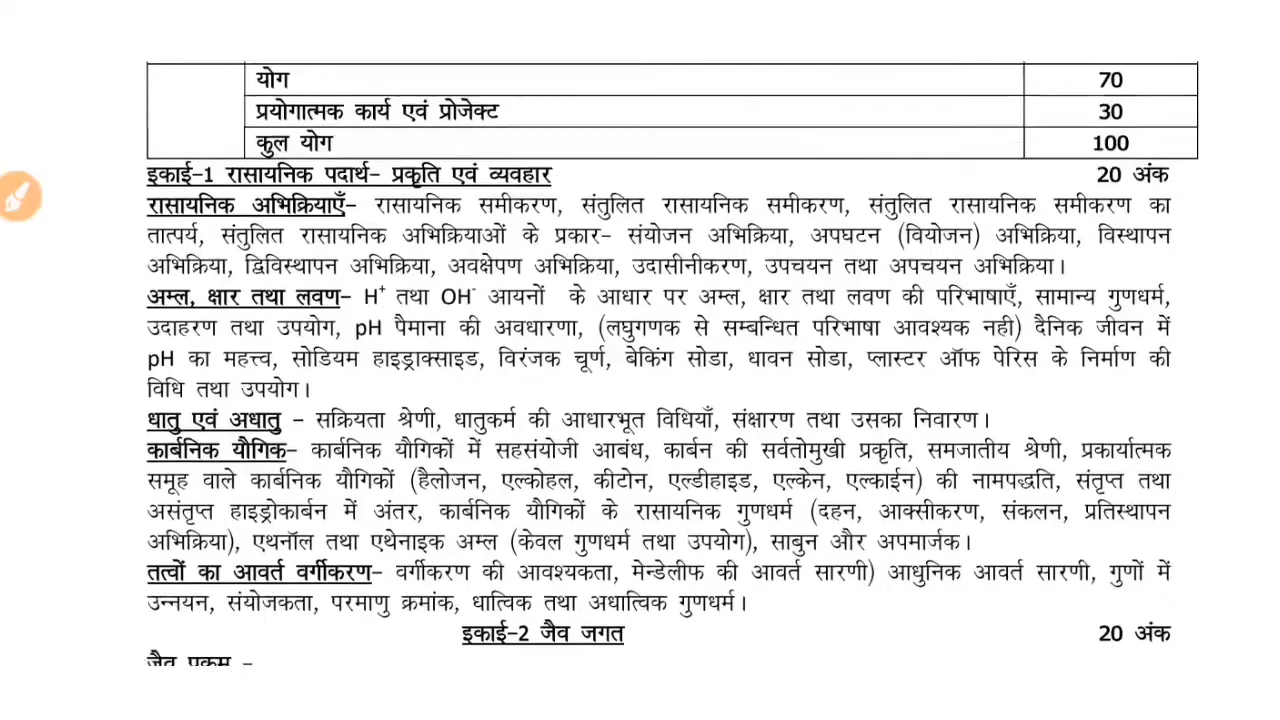 योग 70
प्रयोगात्मक कार्य एवं प्रोजेक्ट 30
कुल योग 100
इकाई-1 रासायनिक पदार्थ- प्रकृति एवं व्यवहार 20 अंक
रासायनिक अभिक्रियाएँ- रासायनिक समीकरण, संतुलित रासायनिक समीकरण, संतुलित रासायनिक समीकरण का
तात्पर्य, संतुलित रासायनिक अभिक्रियाओं के प्रकार- संयोजन अभिक्रिया, अपघटन (वियोजन) अभिक्रिया, विस्थापन
अभिक्रिया, द्विविस्थापन अभिक्रिया, अवक्षेपण अभिक्रिया, उदासीनीकरण, उपचयन तथा अपचयन अभिक्रिया।
अम्ल, क्षार तथा लवण- H⁺ तथा OH⁻ आयनों के आधार पर अम्ल, क्षार तथा लवण की परिभाषाएँ, सामान्य गुणधर्म,
उदाहरण तथा उपयोग, pH पैमाना की अवधारणा, (लघुगणक से सम्बन्धित परिभाषा आवश्यक नही) दैनिक जीवन में
pH का महत्त्व, सोडियम हाइड्राक्साइड, विरंजक चूर्ण, बेकिंग सोडा, धावन सोडा, प्लास्टर ऑफ पेरिस के निर्माण की
विधि तथा उपयोग।
धातु एवं अधातु – सक्रियता श्रेणी, धातुकर्म की आधारभूत विधियाँ, संक्षारण तथा उसका निवारण।
कार्बनिक यौगिक- कार्बनिक यौगिकों में सहसंयोजी आबंध, कार्बन की सर्वतोमुखी प्रकृति, समजातीय श्रेणी, प्रकार्यात्मक
समूह वाले कार्बनिक यौगिकों (हैलोजन, एल्कोहल, कीटोन, एल्डीहाइड, एल्केन, एल्काईन) की नामपद्धति, संतृप्त तथा
असंतृप्त हाइड्रोकार्बन में अंतर, कार्बनिक यौगिकों के रासायनिक गुणधर्म (दहन, आक्सीकरण, संकलन, प्रतिस्थापन
अभिक्रिया), एथनॉल तथा एथेनाइक अम्ल (केवल गुणधर्म तथा उपयोग), साबुन और अपमार्जक।
तत्वों का आवर्त वर्गीकरण- वर्गीकरण की आवश्यकता, मेन्डेलीफ की आवर्त सारणी) आधुनिक आवर्त सारणी, गुणों में
उन्नयन, संयोजकता, परमाणु क्रमांक, धात्विक तथा अधात्विक गुणधर्म।
इकाई-2 जैव जगत 20 अंक
जैव प्रक्रम -